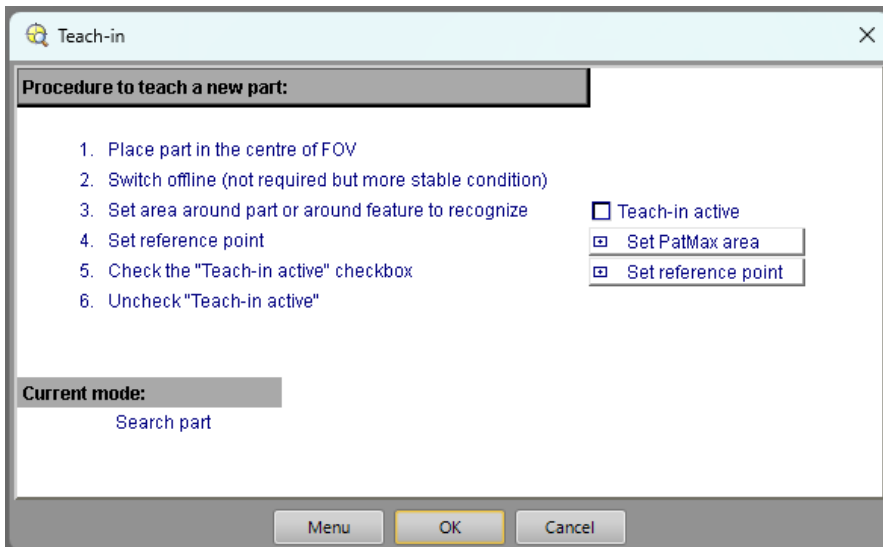 Teach-in
Procedure to teach a new part:
1. Place part in the centre of FOV
2. Switch offline (not required but more stable condition)
3. Set area around part or around feature to recognize
Teach-in active
4. Set reference point
Set PatMax area
5. Check the "Teach-in active" checkbox
Set reference point
6. Uncheck "Teach-in active"
Current mode:
Search part
Menu
OK
Cancel